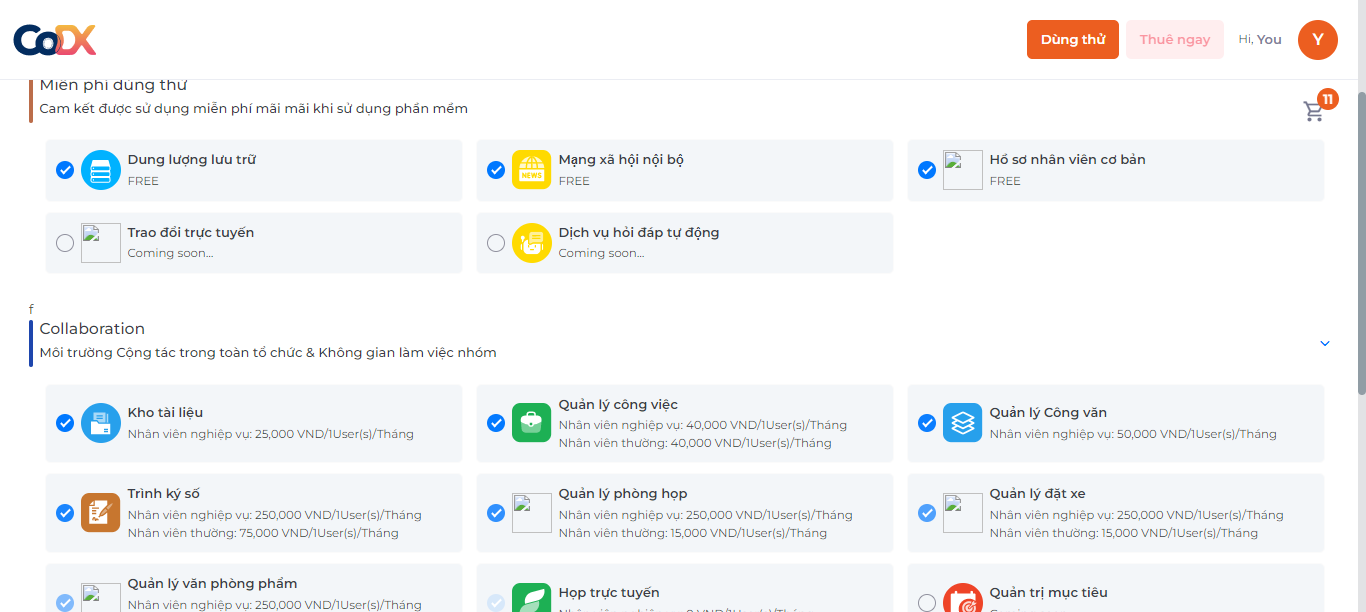 CoDX
Dùng thử
Thuê ngay
Hi, You
Y
Miễn phí dùng thử
Cam kết được sử dụng miễn phí mãi mãi khi sử dụng phần mềm
11
Dung lượng lưu trữ
FREE
NEWS
Mạng xã hội nội bộ
FREE
Hồ sơ nhân viên cơ bản
FREE
Trao đổi trực tuyến
Coming soon...
Dịch vụ hỏi đáp tự động
Coming soon...
f
Collaboration
Môi trường Cộng tác trong toàn tổ chức & Không gian làm việc nhóm
Kho tài liệu
Nhân viên nghiệp vụ: 25,000 VND/1User(s)/Tháng
Quản lý công việc
Nhân viên nghiệp vụ: 40,000 VND/1User(s)/Tháng
Nhân viên thường: 40,000 VND/1User(s)/Tháng
Quản lý Công văn
Nhân viên nghiệp vụ: 50,000 VND/1User(s)/Tháng
Trình ký số
Nhân viên nghiệp vụ: 250,000 VND/1User(s)/Tháng
Nhân viên thường: 75,000 VND/1User(s)/Tháng
Quản lý phòng họp
Nhân viên nghiệp vụ: 250,000 VND/1User(s)/Tháng
Nhân viên thường: 15,000 VND/1User(s)/Tháng
Quản lý đặt xe
Nhân viên nghiệp vụ: 250,000 VND/1User(s)/Tháng
Nhân viên thường: 15,000 VND/1User(s)/Tháng
Quản lý văn phòng phẩm
Nhân viên nghiệp vụ: 250,000 VND/1User(s)/Tháng
Họp trực tuyến
Quản trị mục tiêu